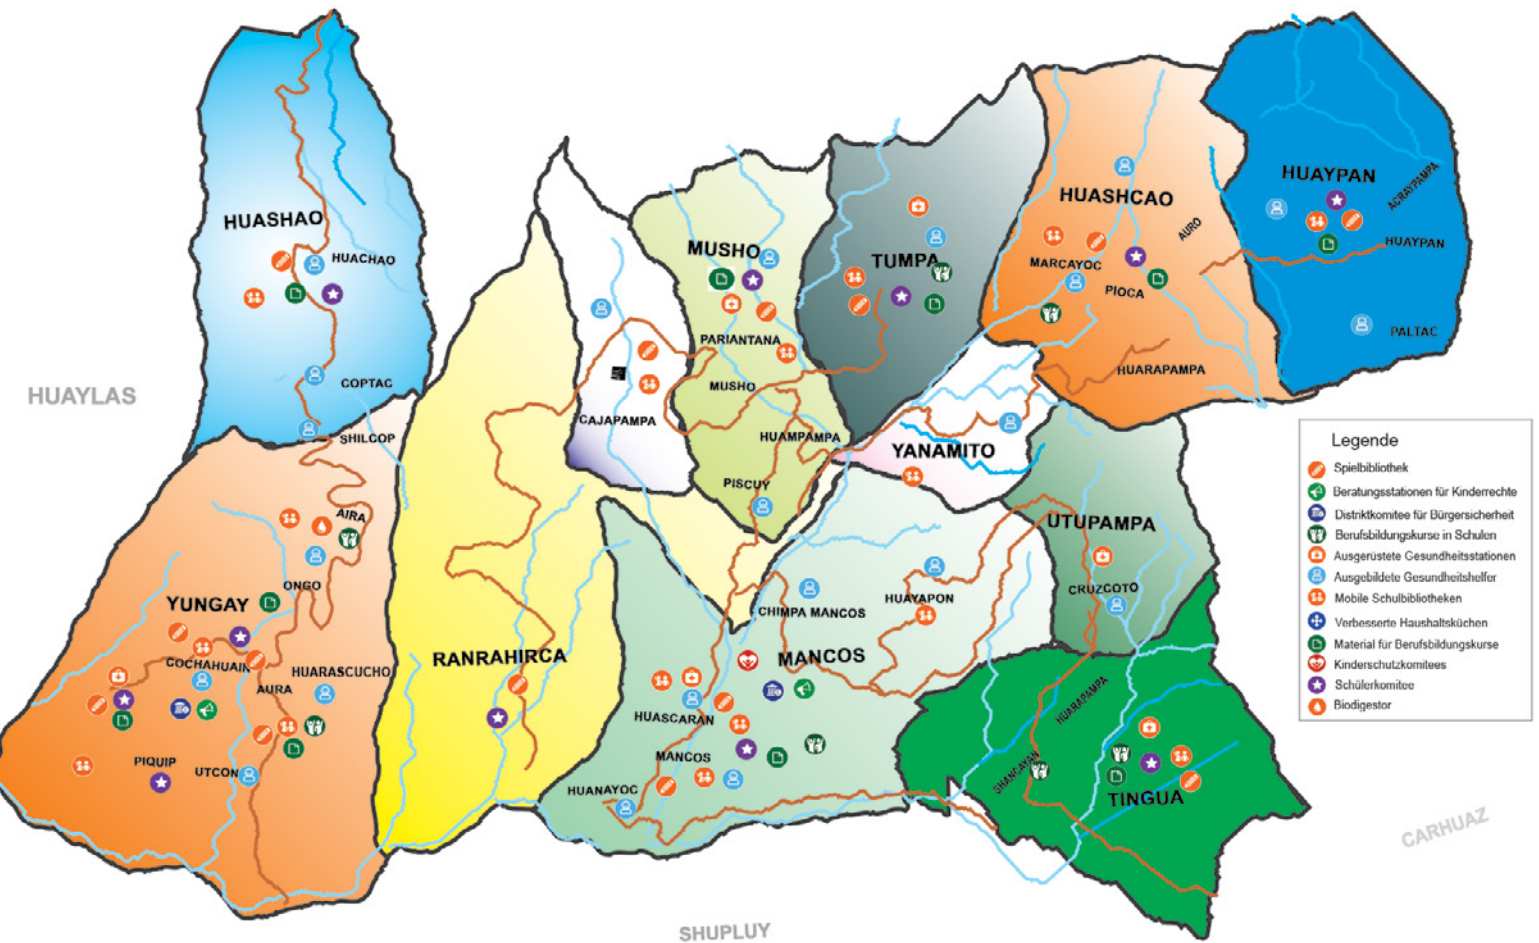 HUAYPAN
ACRAYPAMPA
HUASHCAO
HUASHAO
AURO
HUAYPAN
MUSHO
HUACHAO
TUMPA
MARCAYOC
PIOCA
PALTAC
PARIANTANA
HUARAPAMPA
COPTAC
MUSHO
HUAYLAS
CAJAPAMPA
SHILCOP
HUAMPAMPA
YANAMITO
PISCUY
AIRA
UTUPAMPA
ONGO
CRUZCOTO
YUNGAY
CHIMPA MANCOS
HUAYAPON
RANRAHIRCA
MANCOS
COCHAHUAIN
HUARASCUCHO
AURA
HUARAPAMPA
HUASCARAN
MANCOS
PIQUIP
UTCON
SHANCAYAN
HUANAYOC
TINGUA
CARHUAZ
SHUPLUY
Legende
Spielbibliothek
Beratungsstationen für Kinderrechte
Distriktkomitee für Bürgersicherheit
Berufsbildungskurse in Schulen
Ausgerüstete Gesundheitsstationen
Ausgebildete Gesundheitshelfer
Mobile Schulbibliotheken
Verbesserte Haushaltsküchen
Material für Berufsbildungskurse
Kinderschutzkomitees
Schülerkomitee
Biodigestor